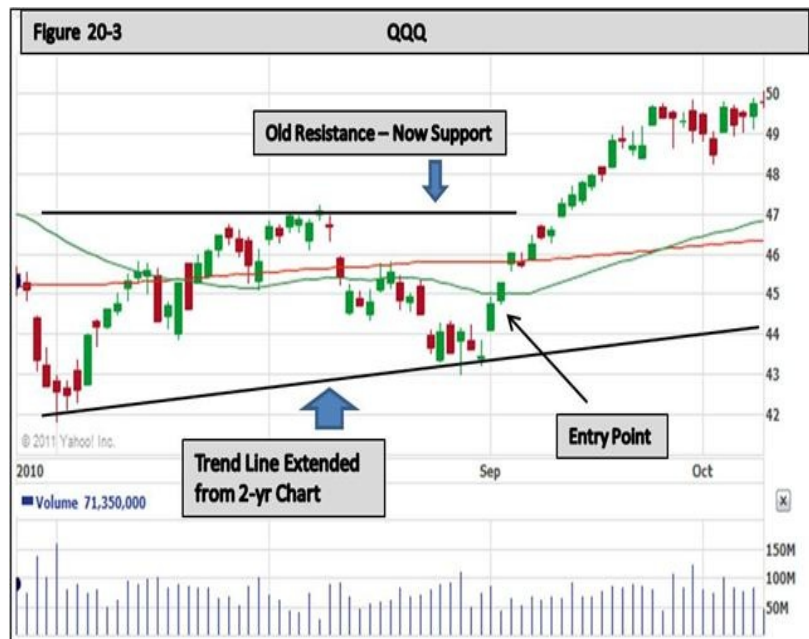 Figure 20-3 QQQ
50
Old Resistance – Now Support
49
48
47
46
45
44
43
Entry Point
42
© 2011 Yahoo! Inc.
Trend Line Extended
from 2-yr Chart
2010 Sep Oct
Volume 71,350,000 x
150M
100M
50M